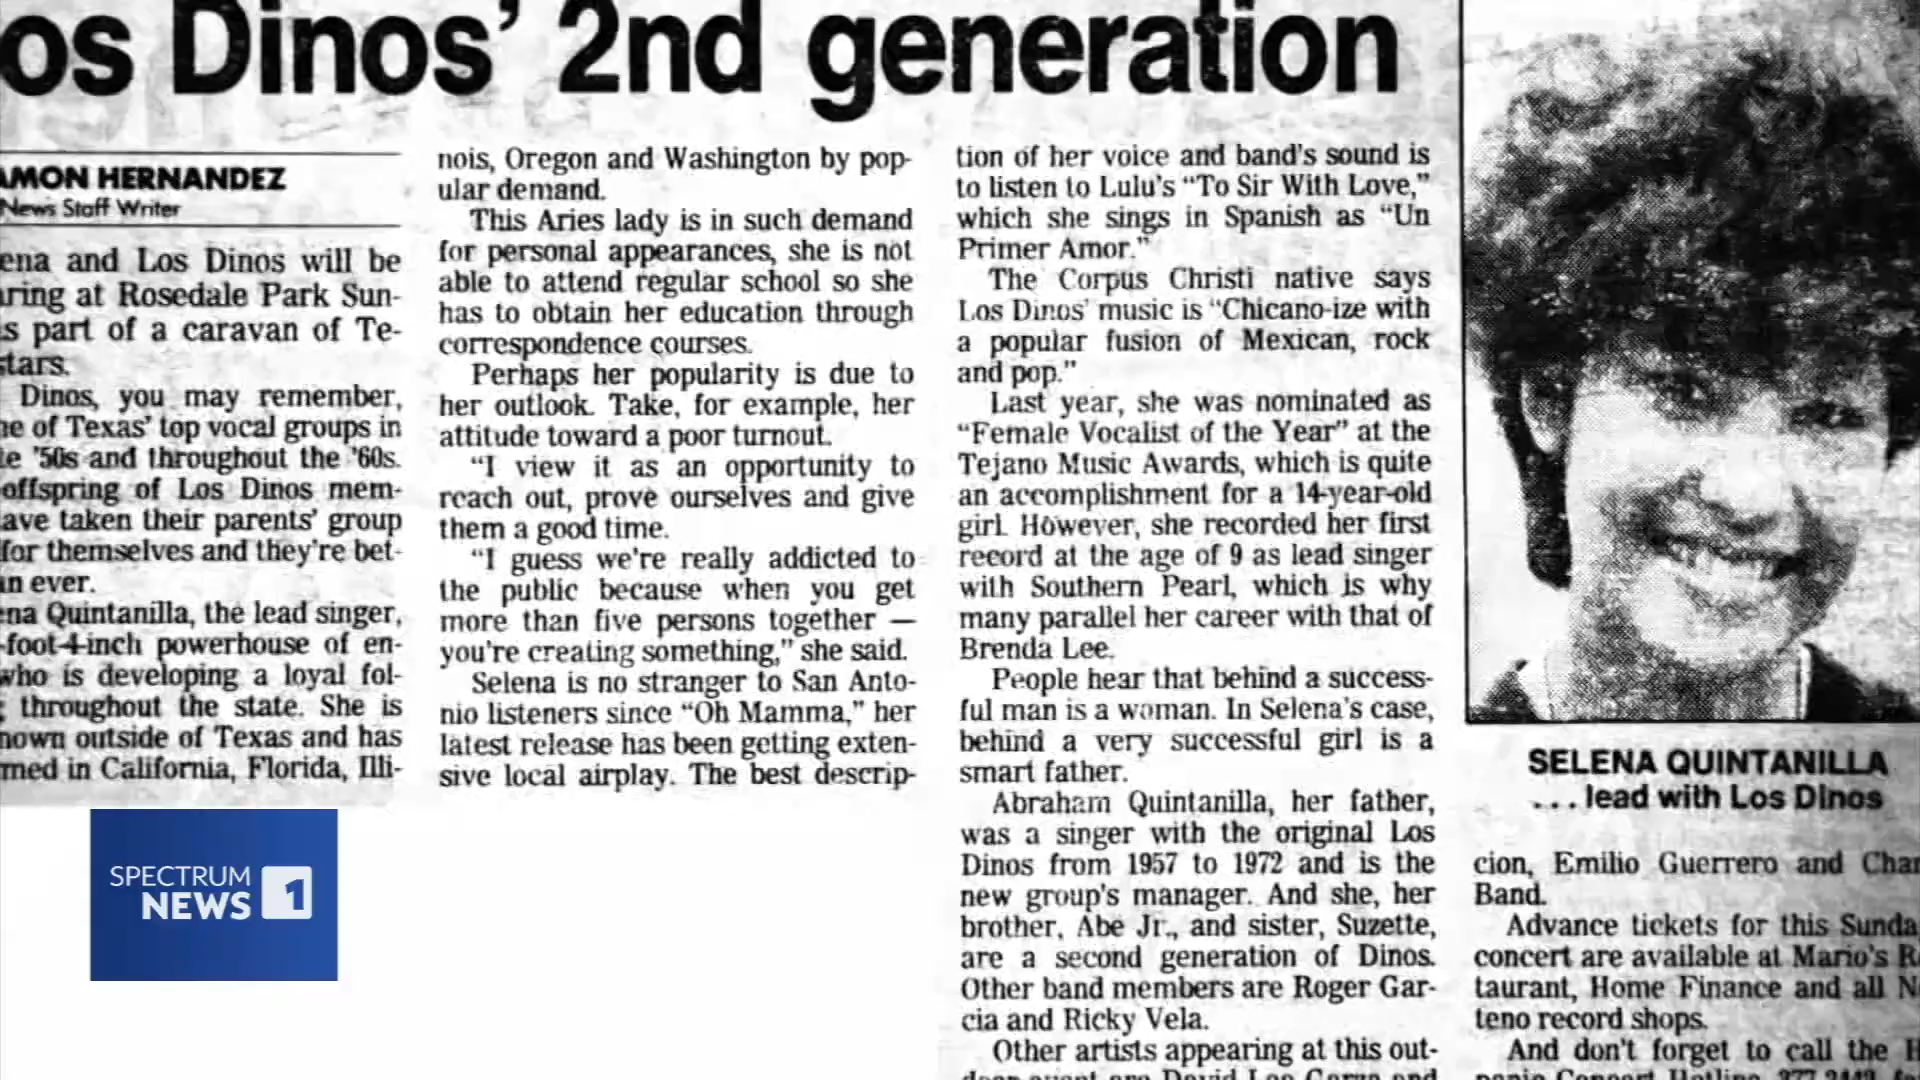 os Dinos' 2nd generation
AMON HERNANDEZ
News Staff Writer
ena and Los Dinos will be
aring at Rosedale Park Sun-
s part of a caravan of Te-
stars.
Dinos, you may remember,
ne of Texas' top vocal groups in
te '50s and throughout the '60s.
offspring of Los Dinos mem-
ave taken their parents' group
for themselves and they're bet-
an ever.
ena Quintanilla, the lead singer,
-foot-4-inch powerhouse of en-
who is developing a loyal fol-
g throughout the state. She is
nown outside of Texas and has
med in California, Florida, Illi-
nois, Oregon and Washington by pop-
ular demand.
This Aries lady is in such demand
for personal appearances, she is not
able to attend regular school so she
has to obtain her education through
correspondence courses.
Perhaps her popularity is due to
her outlook. Take, for example, her
attitude toward a poor turnout.
"I view it as an opportunity to
reach out, prove ourselves and give
them a good time.
"I guess we're really addicted to
the public because when you get
more than five persons together —
you're creating something," she said.
Selena is no stranger to San Anto-
nio listeners since "Oh Mamma," her
latest release has been getting exten-
sive local airplay. The best descrip-
tion of her voice and band's sound is
to listen to Lulu's "To Sir With Love,"
which she sings in Spanish as "Un
Primer Amor."
The Corpus Christi native says
Los Dinos' music is "Chicano-ize with
a popular fusion of Mexican, rock
and pop."
Last year, she was nominated as
"Female Vocalist of the Year" at the
Tejano Music Awards, which is quite
an accomplishment for a 14-year-old
girl. However, she recorded her first
record at the age of 9 as lead singer
with Southern Pearl, which is why
many parallel her career with that of
Brenda Lee.
People hear that behind a success-
ful man is a woman. In Selena's case,
behind a very successful girl is a
smart father.
Abraham Quintanilla, her father,
was a singer with the original Los
Dinos from 1957 to 1972 and is the
new group's manager. And she, her
brother, Abe Jr., and sister, Suzette,
are a second generation of Dinos.
Other band members are Roger Gar-
cia and Ricky Vela.
Other artists appearing at this out-
SELENA QUINTANILLA
...lead with Los Dinos
cion, Emilio Guerrero and Char
Band.
Advance tickets for this Sunda
concert are available at Mario's R
taurant, Home Finance and all N
teno record shops.
And don't forget to call the H
SPECTRUM
NEWS 1